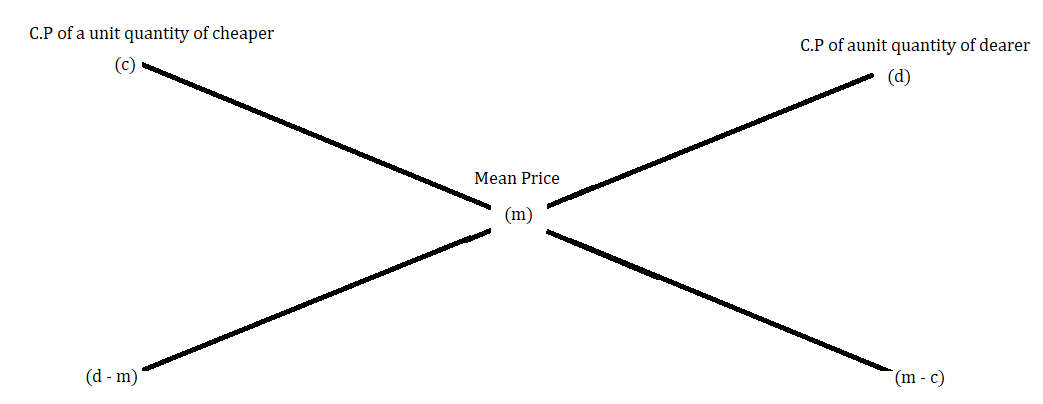 C.P of a unit quantity of cheaper
(c)
C.P of aunit quantity of dearer
(d)
Mean Price
(m)
(d - m)
(m - c)